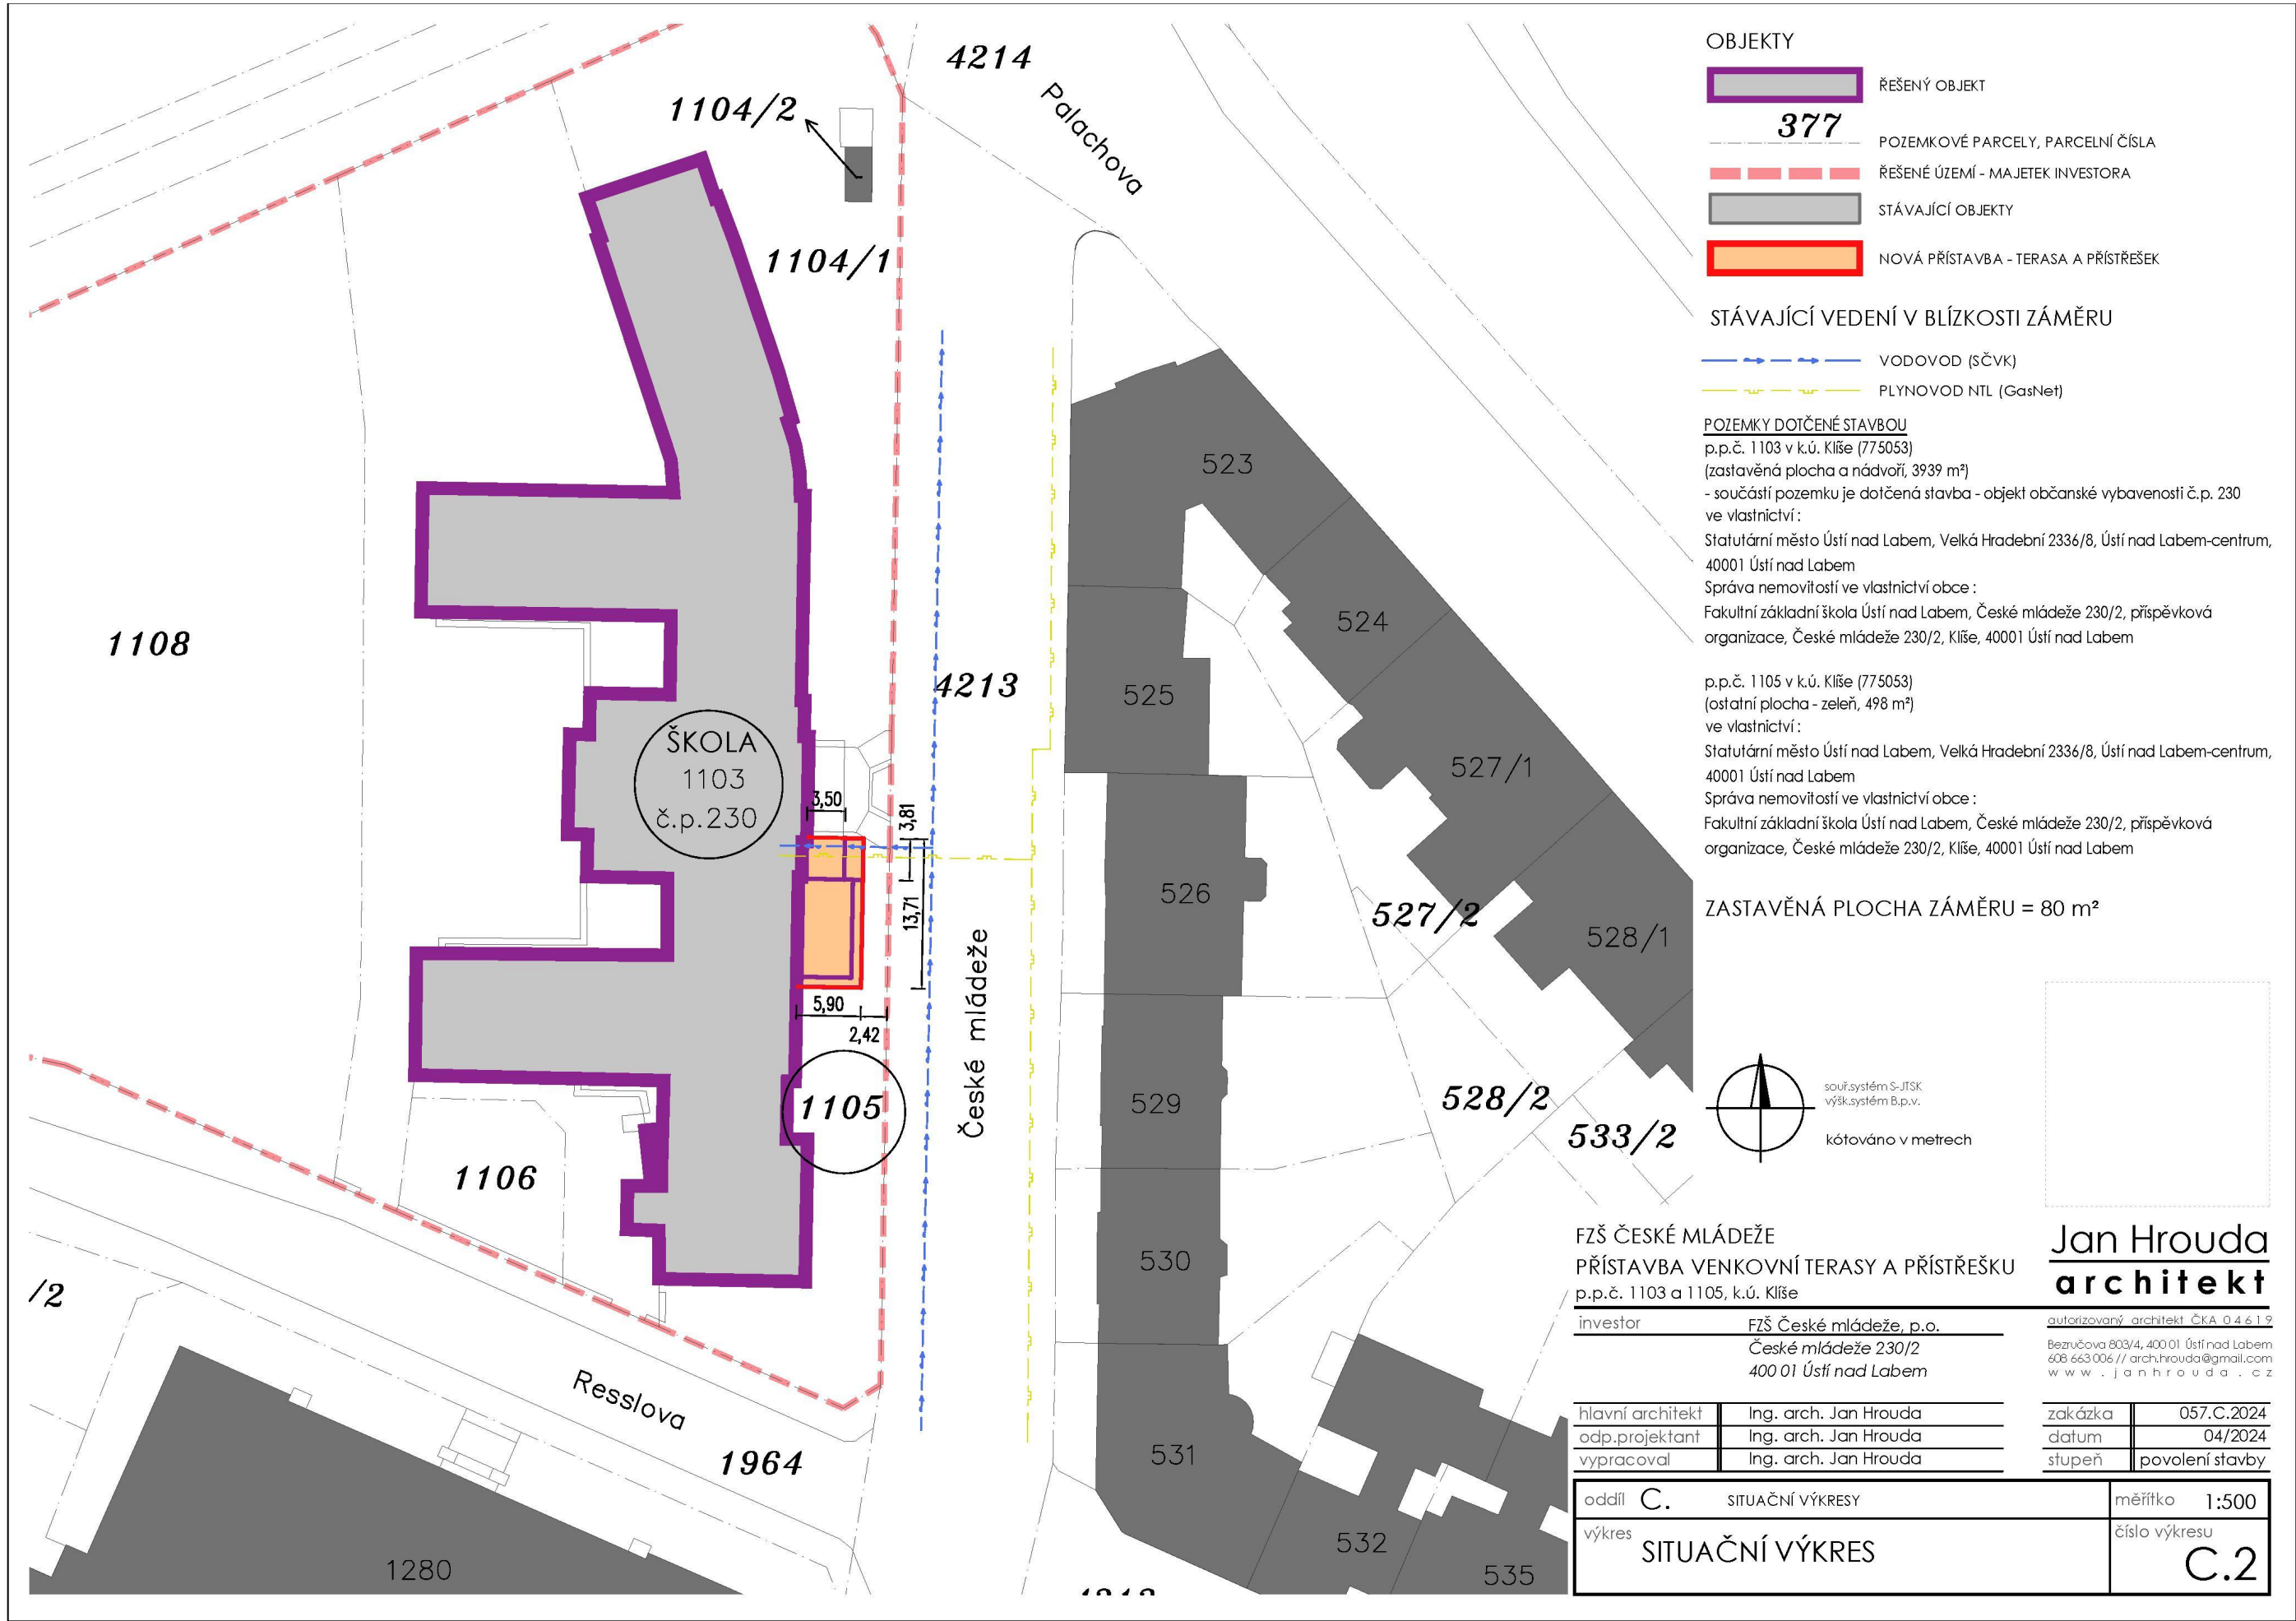 4214
Palachova
1104/2
1104/1
1108
4213
ŠKOLA
1103
č.p.230
3,50
3,81
13,71
5,90
2,42
České mládeže
1105
1106
/2
Resslova
1964
1280
523
524
525
527/1
526
527/2
528/1
529
528/2
533/2
530
531
532
535
OBJEKTY
ŘEŠENÝ OBJEKT
377
POZEMKOVÉ PARCELY, PARCELNÍ ČÍSLA
ŘEŠENÉ ÚZEMÍ - MAJETEK INVESTORA
STÁVAJÍCÍ OBJEKTY
NOVÁ PŘÍSTAVBA - TERASA A PŘÍSTŘEŠEK
STÁVAJÍCÍ VEDENÍ V BLÍZKOSTI ZÁMĚRU
VODOVOD (SČVK)
PLYNOVOD NTL (GasNet)
POZEMKY DOTČENÉ STAVBOU
p.p.č. 1103 v k.ú. Klíše (775053)
(zastavěná plocha a nádvoří, 3939 m²)
- součástí pozemku je dotčená stavba - objekt občanské vybavenosti č.p. 230
ve vlastnictví :
Statutární město Ústí nad Labem, Velká Hradební 2336/8, Ústí nad Labem-centrum,
40001 Ústí nad Labem
Správa nemovitostí ve vlastnictví obce :
Fakultní základní škola Ústí nad Labem, České mládeže 230/2, příspěvková
organizace, České mládeže 230/2, Klíše, 40001 Ústí nad Labem
p.p.č. 1105 v k.ú. Klíše (775053)
(ostatní plocha - zeleň, 498 m²)
ve vlastnictví :
Statutární město Ústí nad Labem, Velká Hradební 2336/8, Ústí nad Labem-centrum,
40001 Ústí nad Labem
Správa nemovitostí ve vlastnictví obce :
Fakultní základní škola Ústí nad Labem, České mládeže 230/2, příspěvková
organizace, České mládeže 230/2, Klíše, 40001 Ústí nad Labem
ZASTAVĚNÁ PLOCHA ZÁMĚRU = 80 m²
souř.systém S-JTSK
výšk.systém B.p.v.
kótováno v metrech
FZŠ ČESKÉ MLÁDEŽE
PŘÍSTAVBA VENKOVNÍ TERASY A PŘÍSTŘEŠKU
p.p.č. 1103 a 1105, k.ú. Klíše
investor FZŠ České mládeže, p.o.
České mládeže 230/2
400 01 Ústí nad Labem
Jan Hrouda
architekt
autorizovaný architekt ČKA 04619
Bezručova 803/4, 400 01 Ústí nad Labem
608 663 006 // arch.hrouda@gmail.com
www.janhrouda.cz
hlavní architekt Ing. arch. Jan Hrouda
odp.projektant Ing. arch. Jan Hrouda
vypracoval Ing. arch. Jan Hrouda
zakázka 057.C.2024
datum 04/2024
stupeň povolení stavby
oddíl C. SITUAČNÍ VÝKRESY
měřítko 1:500
výkres SITUAČNÍ VÝKRES
číslo výkresu
C.2